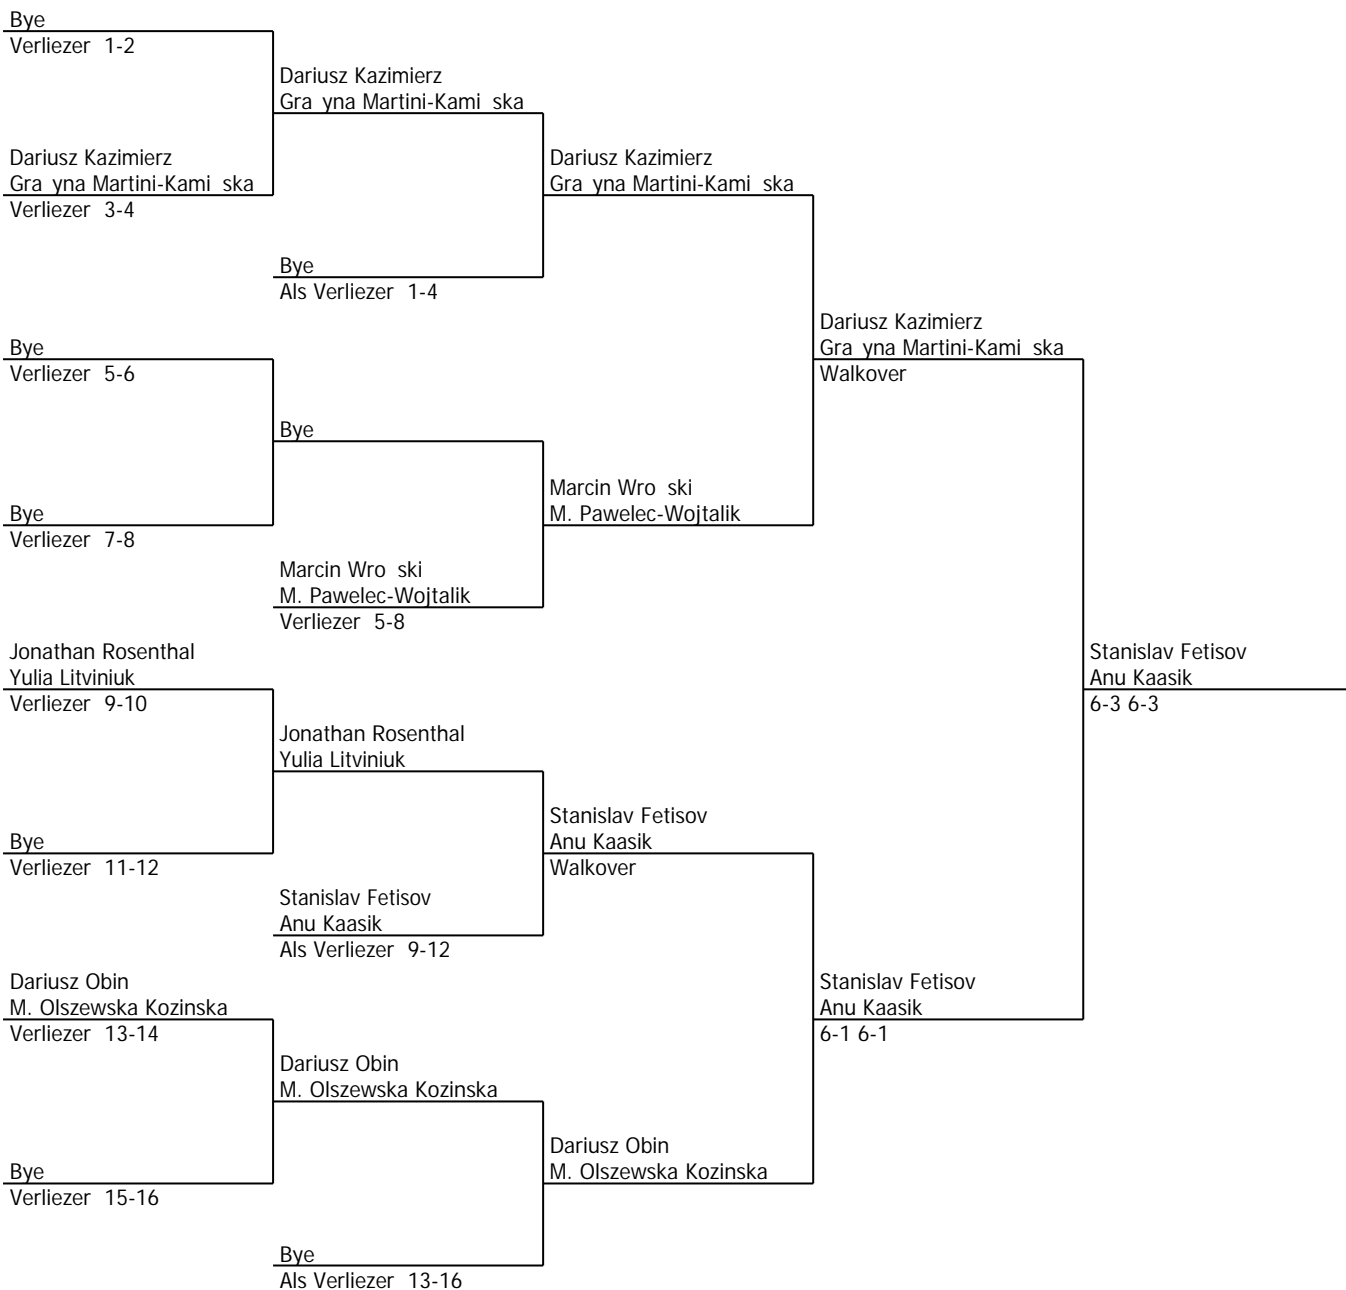 Bye
Verliezer 1-2
Dariusz Kazimierz
Gra yna Martini-Kami ska
Dariusz Kazimierz
Gra yna Martini-Kami ska
Verliezer 3-4
Dariusz Kazimierz
Gra yna Martini-Kami ska
Bye
Als Verliezer 1-4
Dariusz Kazimierz
Gra yna Martini-Kami ska
Walkover
Bye
Verliezer 5-6
Bye
Marcin Wro ski
M. Pawelec-Wojtalik
Bye
Verliezer 7-8
Marcin Wro ski
M. Pawelec-Wojtalik
Verliezer 5-8
Jonathan Rosenthal
Yulia Litviniuk
Verliezer 9-10
Stanislav Fetisov
Anu Kaasik
6-3 6-3
Jonathan Rosenthal
Yulia Litviniuk
Stanislav Fetisov
Anu Kaasik
Walkover
Bye
Verliezer 11-12
Stanislav Fetisov
Anu Kaasik
Als Verliezer 9-12
Dariusz Obin
M. Olszewska Kozinska
Verliezer 13-14
Stanislav Fetisov
Anu Kaasik
6-1 6-1
Dariusz Obin
M. Olszewska Kozinska
Dariusz Obin
M. Olszewska Kozinska
Bye
Verliezer 15-16
Bye
Als Verliezer 13-16